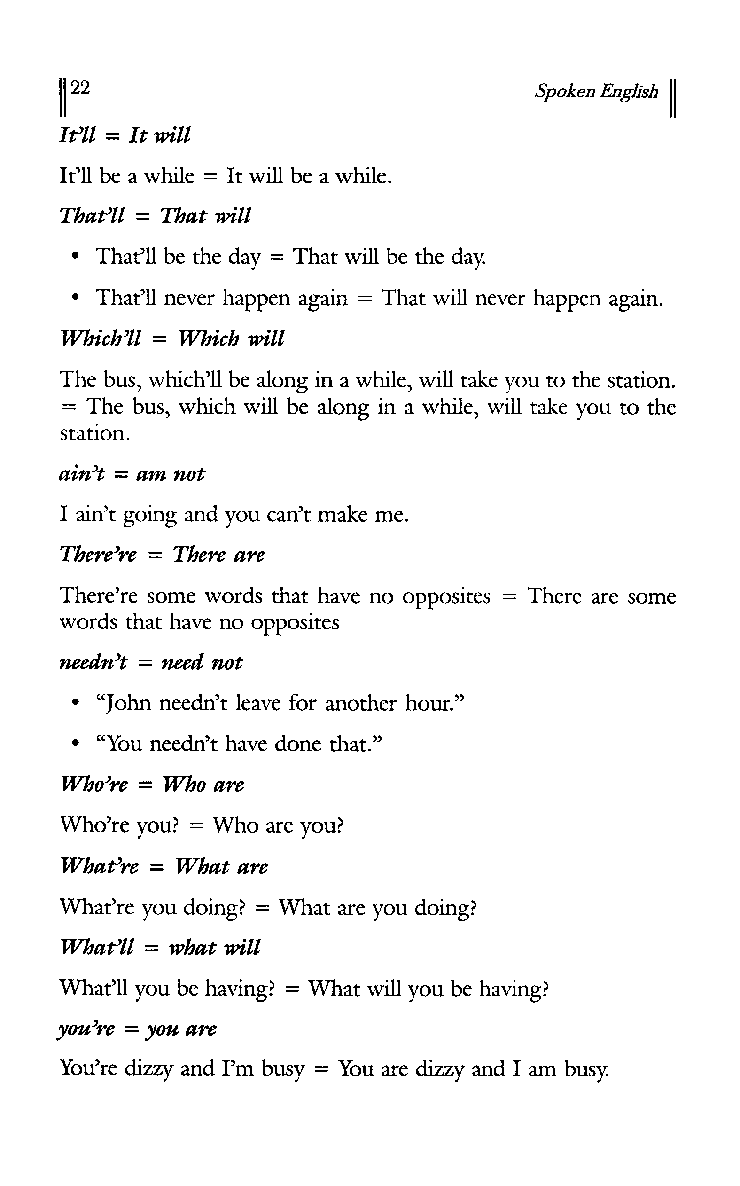 22 Spoken English
It’ll = It will
It’ll be a while = It will be a while.
That’ll = That will
• That’ll be the day = That will be the day.
• That’ll never happen again = That will never happen again.
Which’ll = Which will
The bus, which’ll be along in a while, will take you to the station.
= The bus, which will be along in a while, will take you to the
station.
ain’t = am not
I ain’t going and you can’t make me.
There’re = There are
There’re some words that have no opposites = There are some
words that have no opposites
needn’t = need not
• “John needn’t leave for another hour.”
• “You needn’t have done that.”
Who’re = Who are
Who’re you? = Who are you?
What’re = What are
What’re you doing? = What are you doing?
What’ll = what will
What’ll you be having? = What will you be having?
you’re = you are
You’re dizzy and I’m busy = You are dizzy and I am busy.